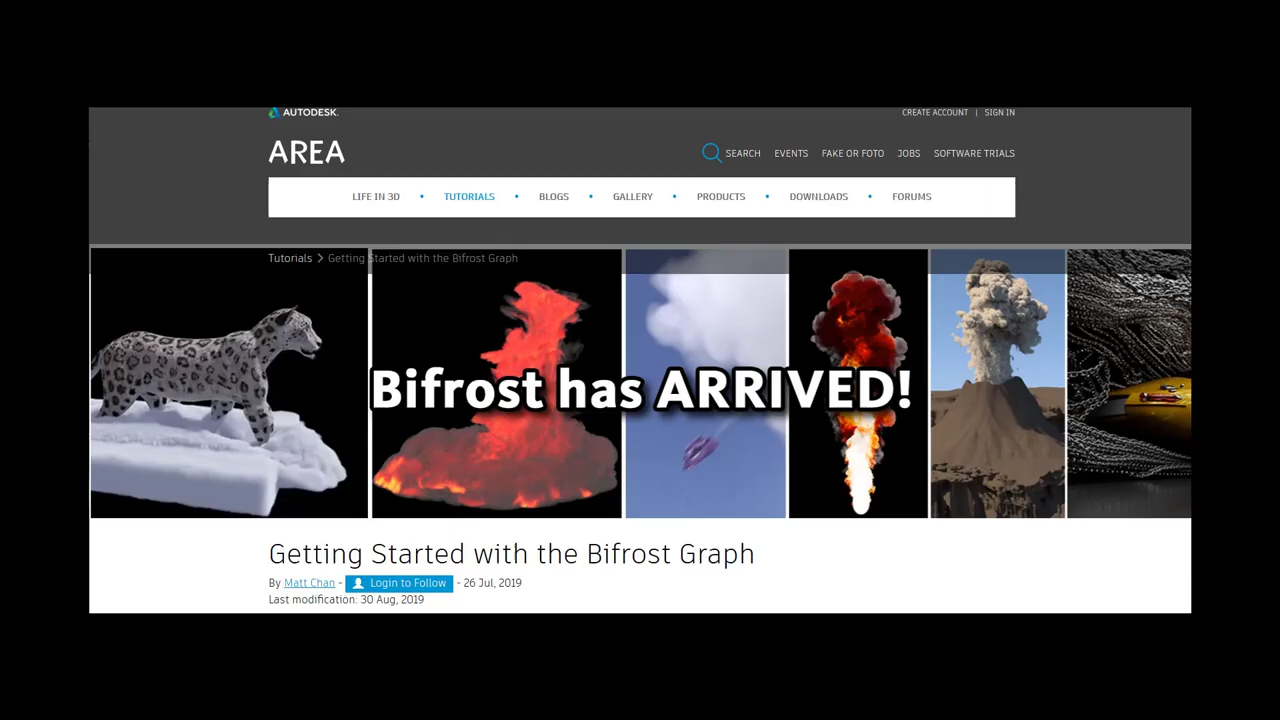 AUTODESK.
CREATE ACCOUNT | SIGN IN
AREA
SEARCH EVENTS FAKE OR FOTO JOBS SOFTWARE TRIALS
LIFE IN 3D • TUTORIALS • BLOGS • GALLERY • PRODUCTS • DOWNLOADS • FORUMS
Tutorials > Getting Started with the Bifrost Graph
Bifrost has ARRIVED!
Getting Started with the Bifrost Graph
By Matt Chan - Login to Follow - 26 Jul, 2019
Last modification: 30 Aug, 2019